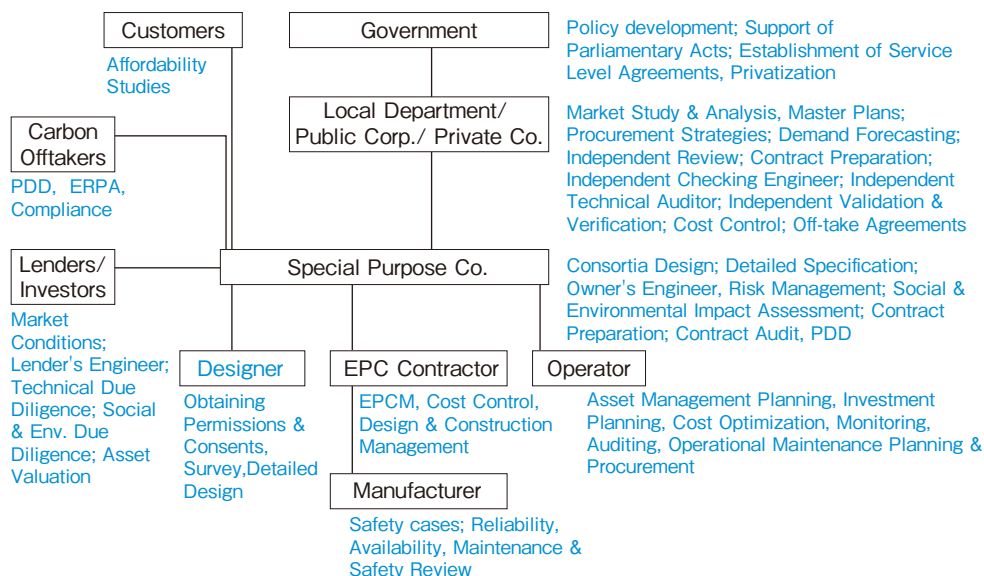 Customers
Affordability
Studies
Government
Policy development; Support of
Parliamentary Acts; Establishment of Service
Level Agreements, Privatization
Local Department/
Public Corp./ Private Co.
Market Study & Analysis, Master Plans;
Procurement Strategies; Demand Forecasting;
Independent Review; Contract Preparation;
Independent Checking Engineer; Independent
Technical Auditor; Independent Validation &
Verification; Cost Control; Off-take Agreements
Carbon
Offtakers
PDD, ERPA,
Compliance
Lenders/
Investors
Market
Conditions;
Lender's Engineer;
Technical Due
Diligence; Social
& Env. Due
Diligence; Asset
Valuation
Special Purpose Co.
Consortia Design; Detailed Specification;
Owner's Engineer, Risk Management; Social &
Environmental Impact Assessment; Contract
Preparation; Contract Audit, PDD
Designer
Obtaining
Permissions &
Consents,
Survey,Detailed
Design
EPC Contractor
EPCM, Cost Control,
Design & Construction
Management
Operator
Asset Management Planning, Investment
Planning, Cost Optimization, Monitoring,
Auditing, Operational Maintenance Planning &
Procurement
Manufacturer
Safety cases; Reliability,
Availability, Maintenance &
Safety Review